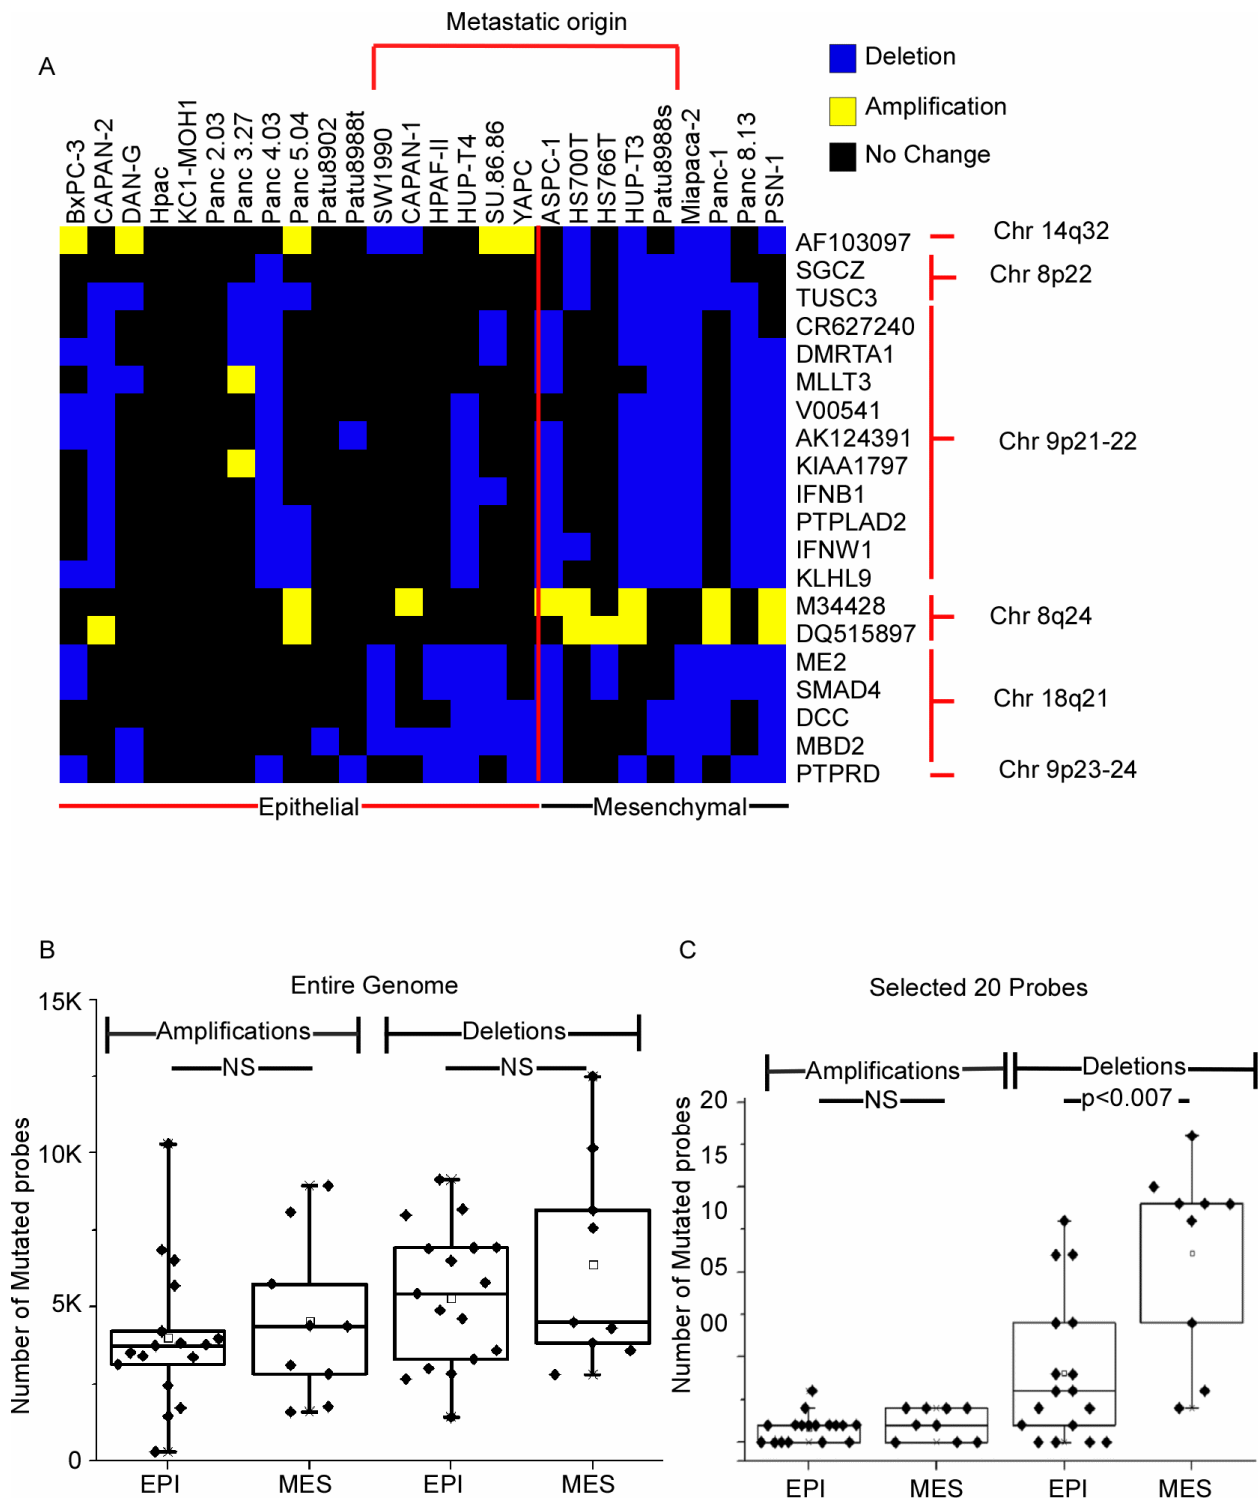 Metastatic origin
A
Deletion
Amplification
No Change
BxPC-3
CAPAN-2
DAN-G
Hpac
KC1-MOH1
Panc 2.03
Panc 3.27
Panc 4.03
Panc 5.04
Patu8902
Patu8988t
SW1990
CAPAN-1
HPAF-II
HUP-T4
SU.86.86
YAPC
ASPC-1
HS700T
HS766T
HUP-T3
Patu8988s
Miapaca-2
Panc-1
Panc 8.13
PSN-1
AF103097
SGCZ
TUSC3
CR627240
DMRTA1
MLLT3
V00541
AK124391
KIAA1797
IFNB1
PTPLAD2
IFNW1
KLHL9
M34428
DQ515897
ME2
SMAD4
DCC
MBD2
PTPRD
Chr 14q32
Chr 8p22
Chr 9p21-22
Chr 8q24
Chr 18q21
Chr 9p23-24
Epithelial
Mesenchymal
B
Entire Genome
Amplifications
Deletions
NS
NS
15K
10K
5K
0
Number of Mutated probes
EPI
MES
EPI
MES
C
Selected 20 Probes
Amplifications
Deletions
NS
p<0.007
20
15
10
05
00
Number of Mutated probes
EPI
MES
EPI
MES